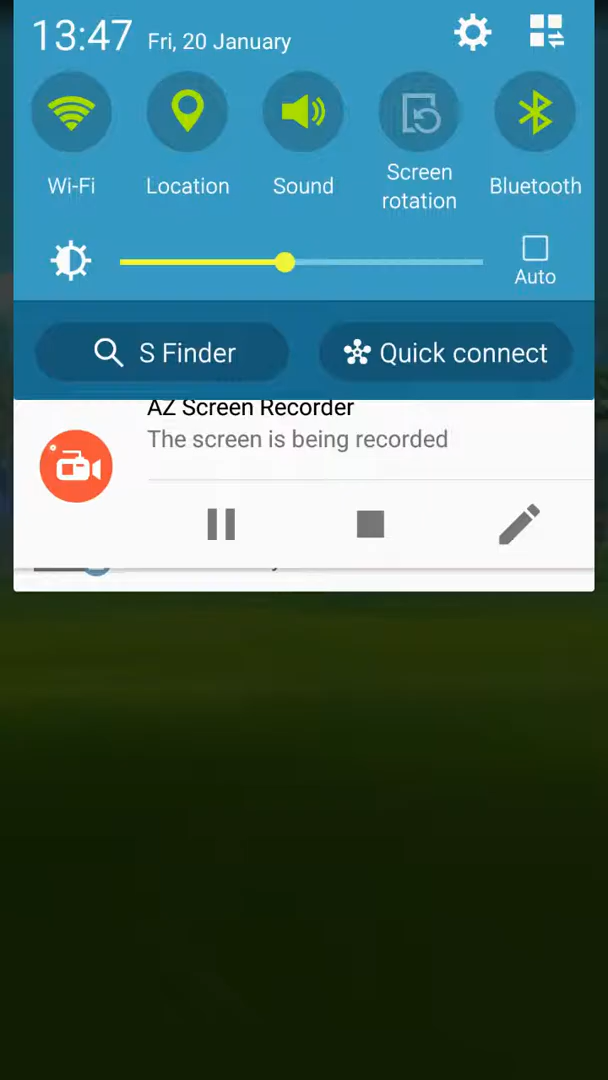 13:47 Fri, 20 January
Wi-Fi Location Sound Screen rotation Bluetooth
Auto
S Finder Quick connect
AZ Screen Recorder
The screen is being recorded